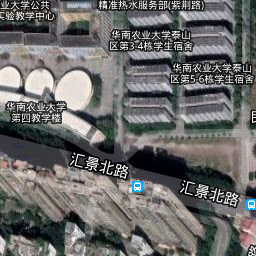 业大学公共
实验教学中心
精准热水服务部(紫荆路)
华南农业大学泰山
区第3-4栋学生宿舍
华南农业大学泰山
区第5-6栋学生宿舍
华南农业大学
第四教学楼
汇景北路
汇景北路